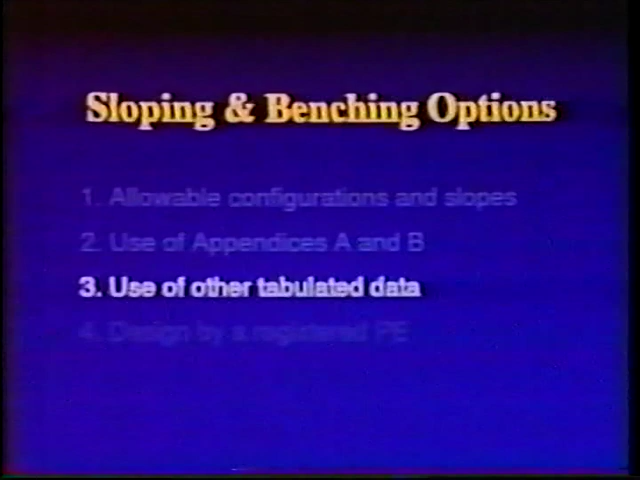 Sloping & Benching Options
1. Allowable configurations and slopes
2. Use of Appendices A and B
3. Use of other tabulated data
4. Design by a registered PE